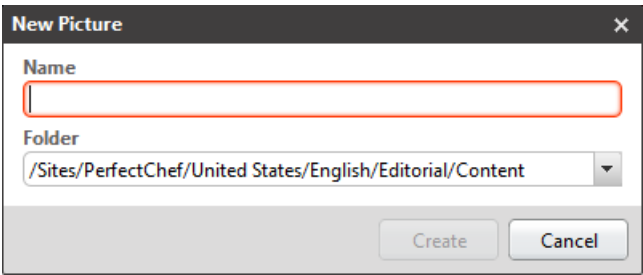 New Picture
Name
Folder
/Sites/PerfectChef/United States/English/Editorial/Content
Create
Cancel